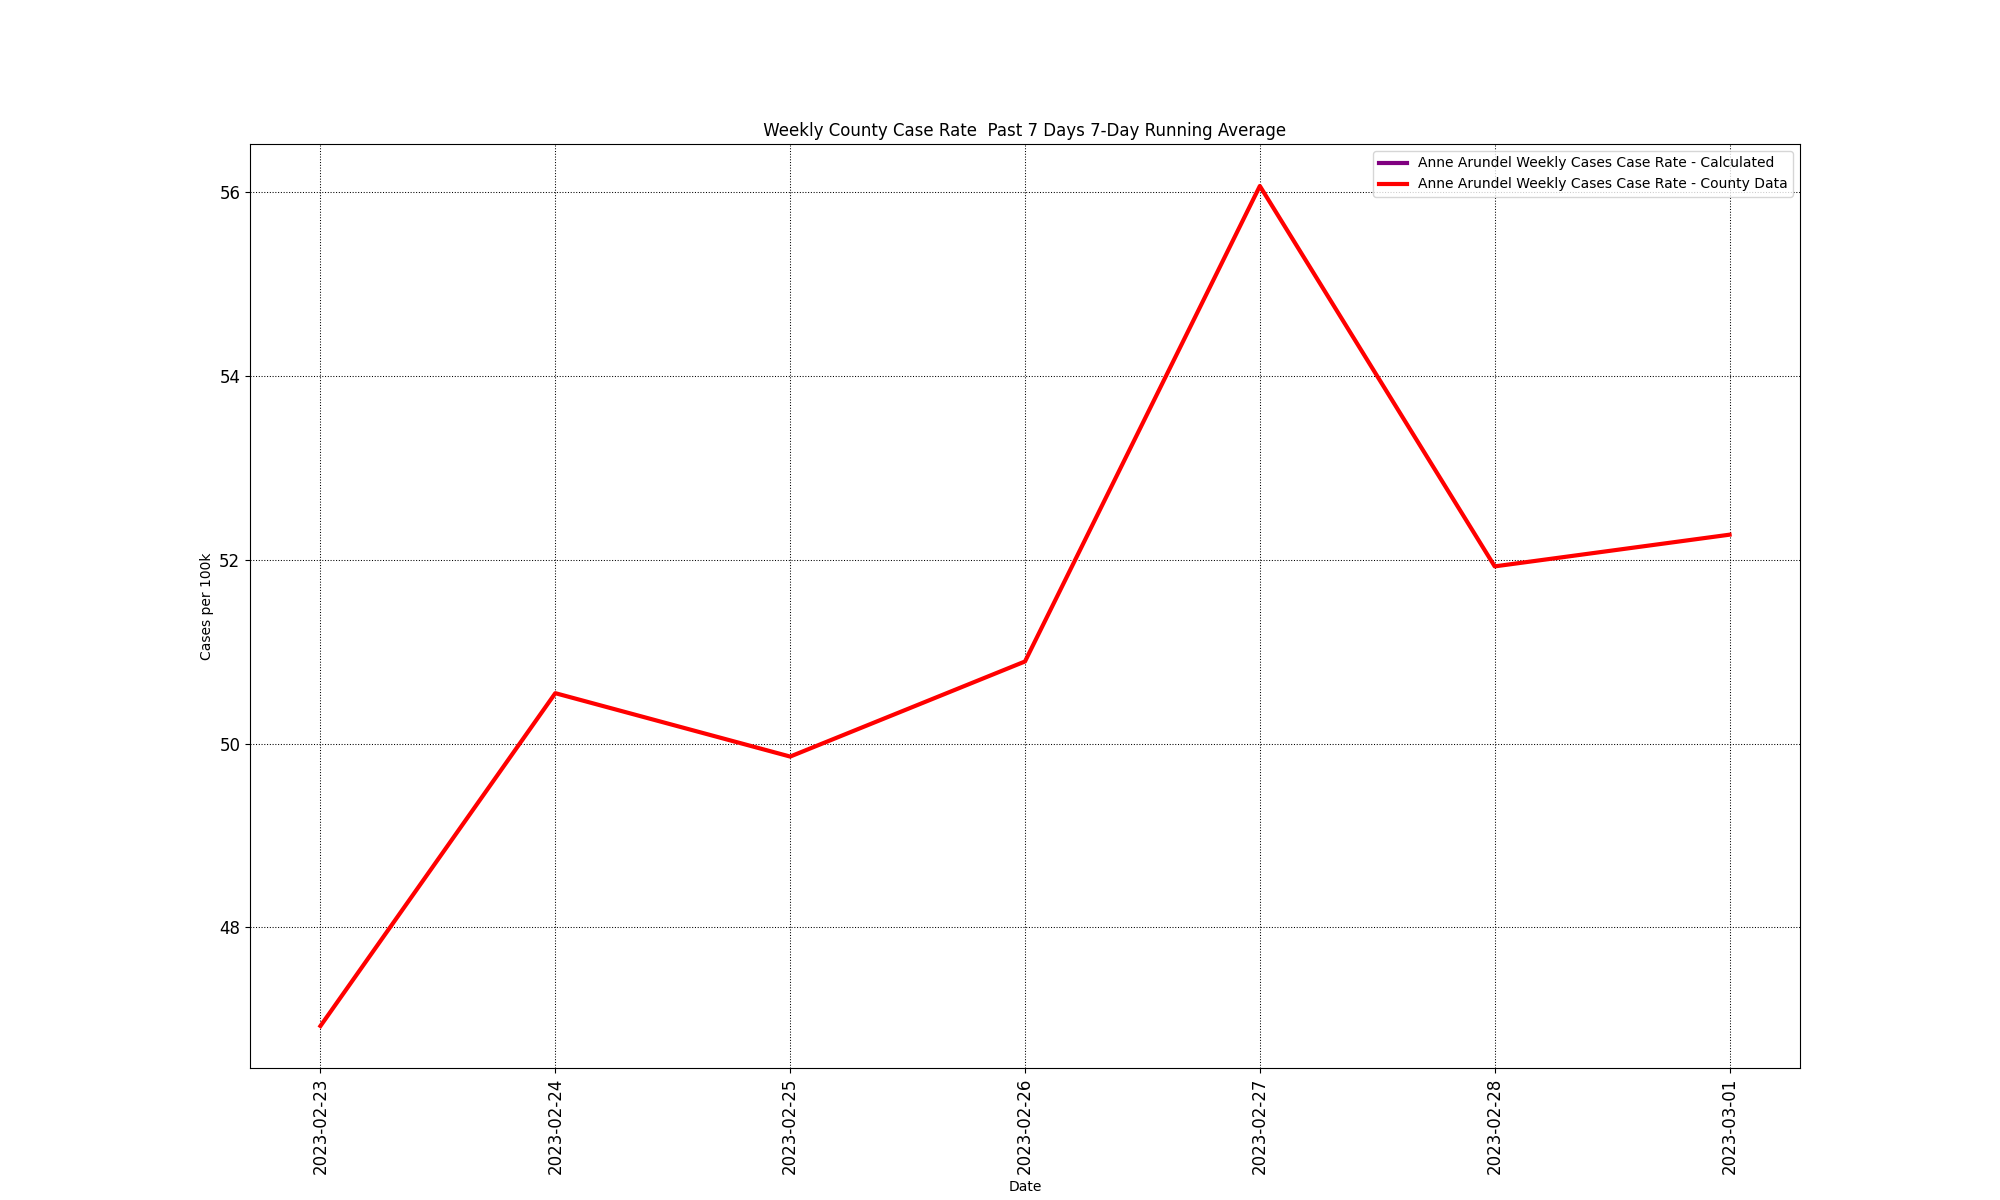 Weekly County Case Rate  Past 7 Days 7-Day Running Average
Anne Arundel Weekly Cases Case Rate - Calculated
Anne Arundel Weekly Cases Case Rate - County Data
56
54
52
50
48
Cases per 100k
2023-02-23
2023-02-24
2023-02-25
2023-02-26
2023-02-27
2023-02-28
2023-03-01
Date